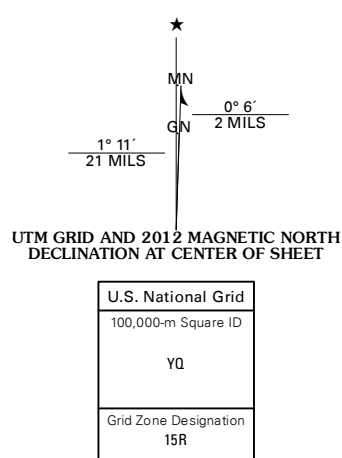 ★
MN
0° 6´
2 MILS
GN
1° 11´
21 MILS
UTM GRID AND 2012 MAGNETIC NORTH
DECLINATION AT CENTER OF SHEET
U.S. National Grid
100,000-m Square ID
YQ
Grid Zone Designation
15R